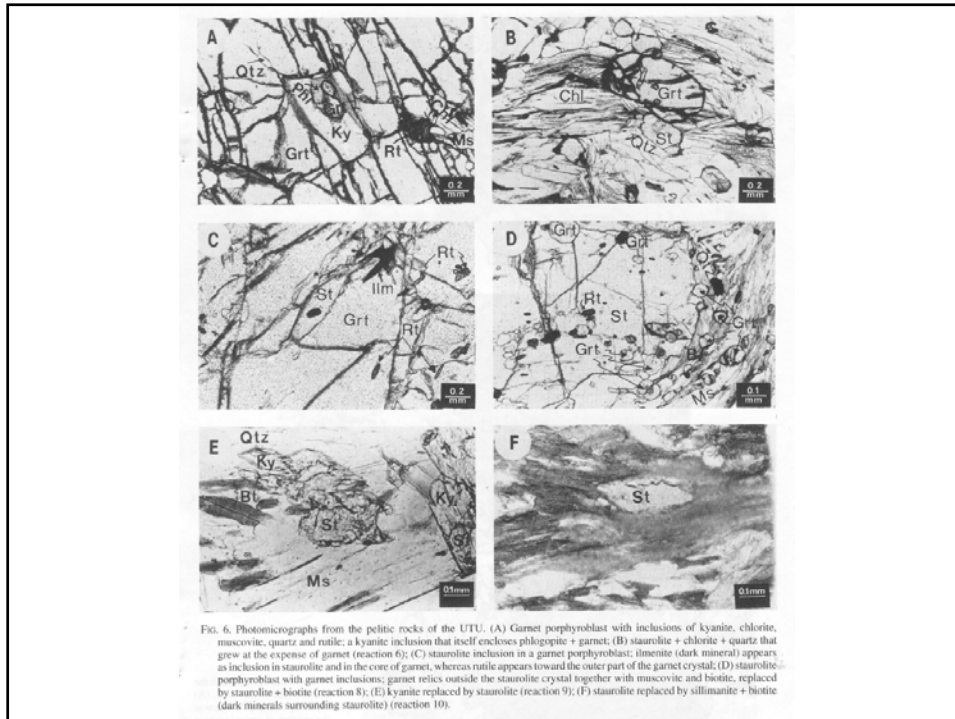 A
Qtz
Phl
Grt
Ky
Grt
Rt
Ms
0.2
mm
B
Chl
Grt
St
Qtz
0.2
mm
C
Rt
Ilm
St
Grt
Rt
0.2
mm
D
Grt
Grt
Rt
St
Grt
Grt
Ms
0.1
mm
E
Qtz
Ky
Bt
St
Ky
St
Ms
0.1mm
F
St
0.1mm
FIG. 6. Photomicrographs from the pelitic rocks of the UTU. (A) Garnet porphyroblast with inclusions of kyanite, chlorite,
muscovite, quartz and rutile; a kyanite inclusion that itself encloses phlogopite + garnet; (B) staurolite + chlorite + quartz that
grew at the expense of garnet (reaction 6); (C) staurolite inclusion in a garnet porphyroblast; ilmenite (dark mineral) appears
as inclusion in staurolite and in the core of garnet, whereas rutile appears toward the outer part of the garnet crystal; (D) staurolite
porphyroblast with garnet inclusions; garnet relics outside the staurolite crystal together with muscovite and biotite, replaced
by staurolite + biotite (reaction 8); (E) kyanite replaced by staurolite (reaction 9); (F) staurolite replaced by sillimanite + biotite
(dark minerals surrounding staurolite) (reaction 10).